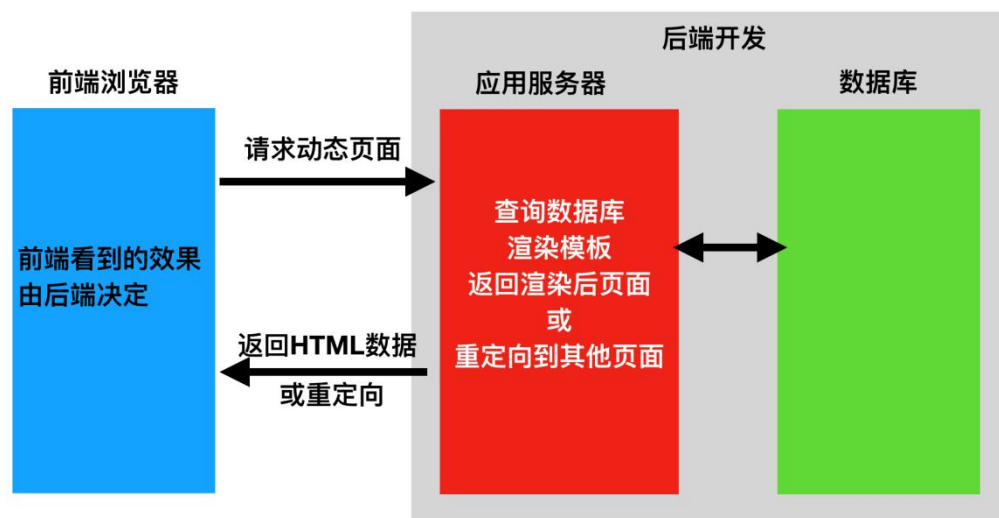 后端开发
前端浏览器
应用服务器
数据库
请求动态页面
前端看到的效果
由后端决定
查询数据库
渲染模板
返回渲染后页面
或
重定向到其他页面
返回HTML数据
或重定向